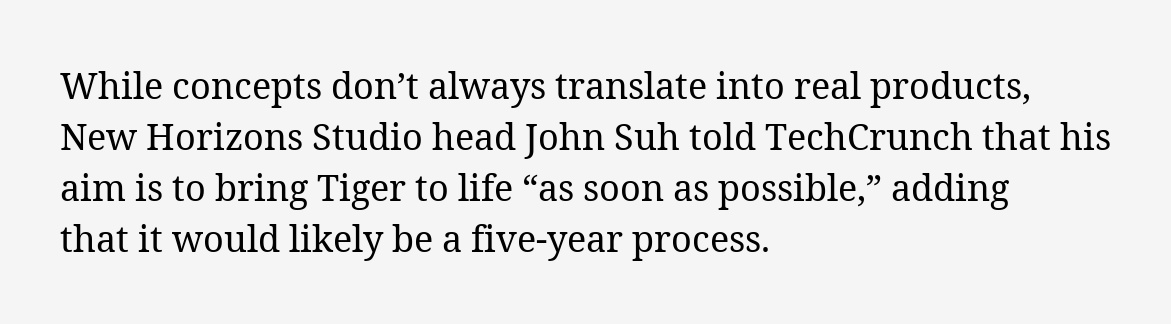 While concepts don’t always translate into real products,
New Horizons Studio head John Suh told TechCrunch that his
aim is to bring Tiger to life “as soon as possible,” adding
that it would likely be a five-year process.